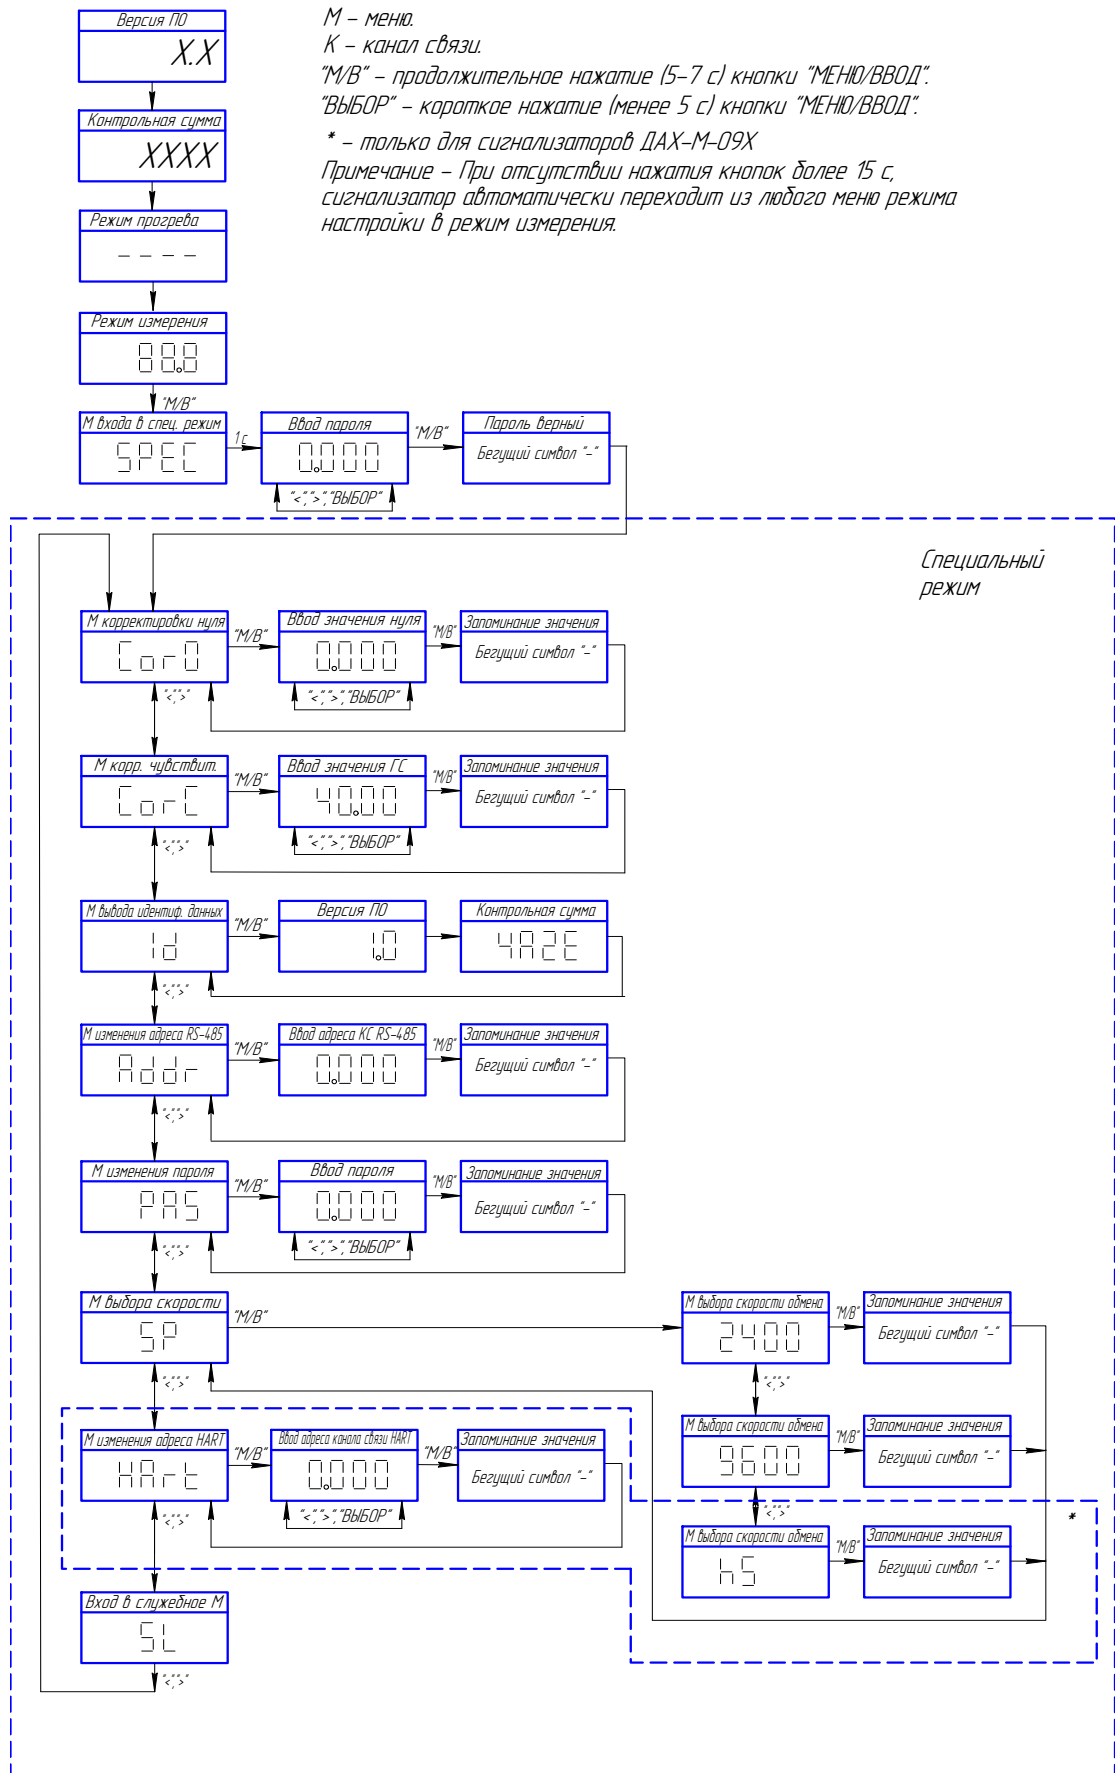 Версия ПО
Х.Х
М – меню.
К – канал связи.
"М/В" – продолжительное нажатие (5–7 с) кнопки "МЕНЮ/ВВОД".
"ВЫБОР" – короткое нажатие (менее 5 с) кнопки "МЕНЮ/ВВОД".
* – только для сигнализаторов ДАХ–М–09Х
Примечание – При отсутствии нажатия кнопок более 15 с,
сигнализатор автоматически переходит из любого меню режима
настройки в режим измерения.
Контрольная сумма
ХХХХ
Режим прогрева
– – – –
Режим измерения
88.8
"М/В"
М входа в спец. режим
SPEC
1 с
Ввод пароля
0.000
"<",">","ВЫБОР"
"М/В"
Пароль верный
Бегущий символ "–"
Специальный
режим
М корректировки нуля
Cor0
"М/В"
Ввод значения нуля
0.000
"<",">","ВЫБОР"
"М/В"
Запоминание значения
Бегущий символ "–"
"<",">"
М корр. чувствит.
CorC
"М/В"
Ввод значения ГС
40.00
"<",">","ВЫБОР"
"М/В"
Запоминание значения
Бегущий символ "–"
"<",">"
М вывода идентиф. данных
Id
"М/В"
Версия ПО
1.0
Контрольная сумма
4A2E
"<",">"
М изменения адреса RS–485
Addr
"М/В"
Ввод адреса КС RS–485
0.000
"М/В"
Запоминание значения
Бегущий символ "–"
"<",">"
М изменения пароля
PAS
"М/В"
Ввод пароля
0.000
"<",">","ВЫБОР"
"М/В"
Запоминание значения
Бегущий символ "–"
"<",">"
М выбора скорости
SP
"М/В"
М выбора скорости обмена
2400
"М/В"
Запоминание значения
Бегущий символ "–"
"<",">"
"<",">"
М выбора скорости обмена
9600
"М/В"
Запоминание значения
Бегущий символ "–"
М изменения адреса HART
HArt
"М/В"
Ввод адреса канала связи HART
0.000
"<",">","ВЫБОР"
"М/В"
Запоминание значения
Бегущий символ "–"
"<",">"
"<",">"
*
М выбора скорости обмена
hS
"М/В"
Запоминание значения
Бегущий символ "–"
Вход в служебное М
SL
"<",">"